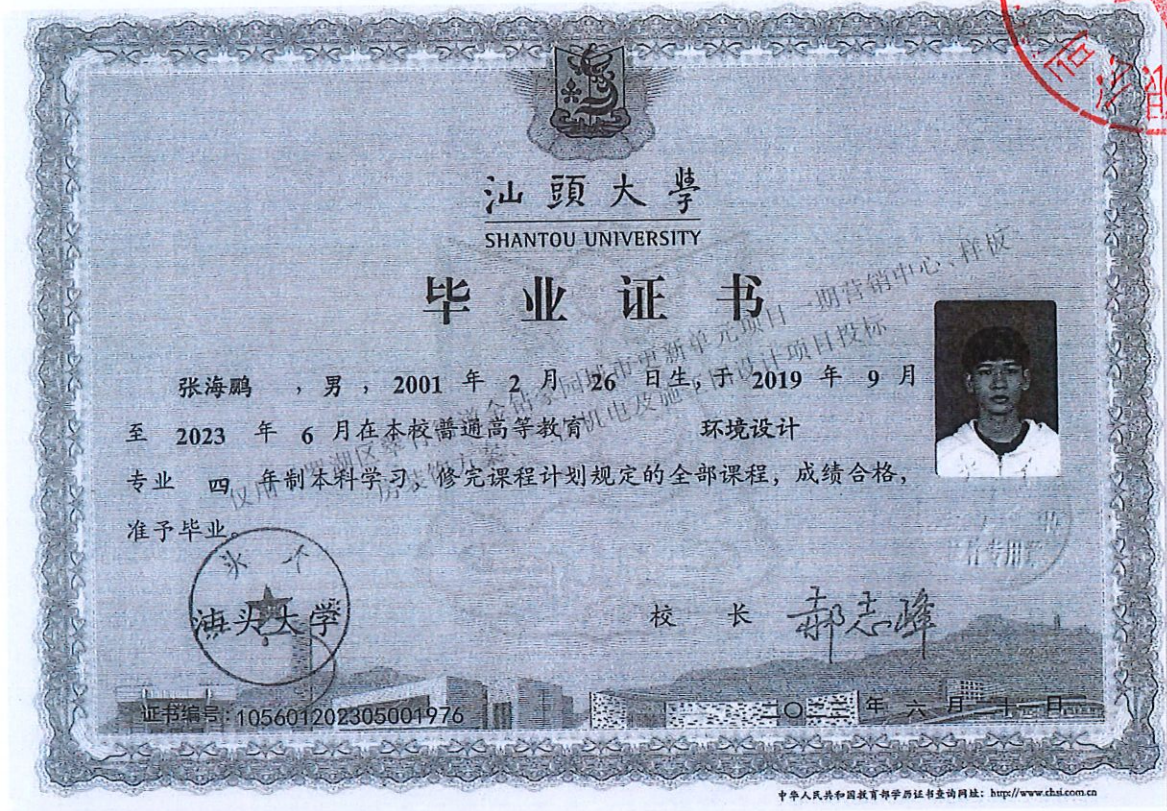 汕頭大學
SHANTOU UNIVERSITY
毕业证书
张海鹏 ，男，2001 年 2 月 26 日生，于 2019 年 9 月
至 2023 年 6 月在本校普通高等教育 环境设计
专业 四 年制本科学习，修完课程计划规定的全部课程，成绩合格，
准予毕业。
汕头大学
校 长 郝志峰
证书编号：105601202305001976
二〇二三年六月二十一日
中华人民共和国教育部学历证书查询网址：http://www.chsi.com.cn